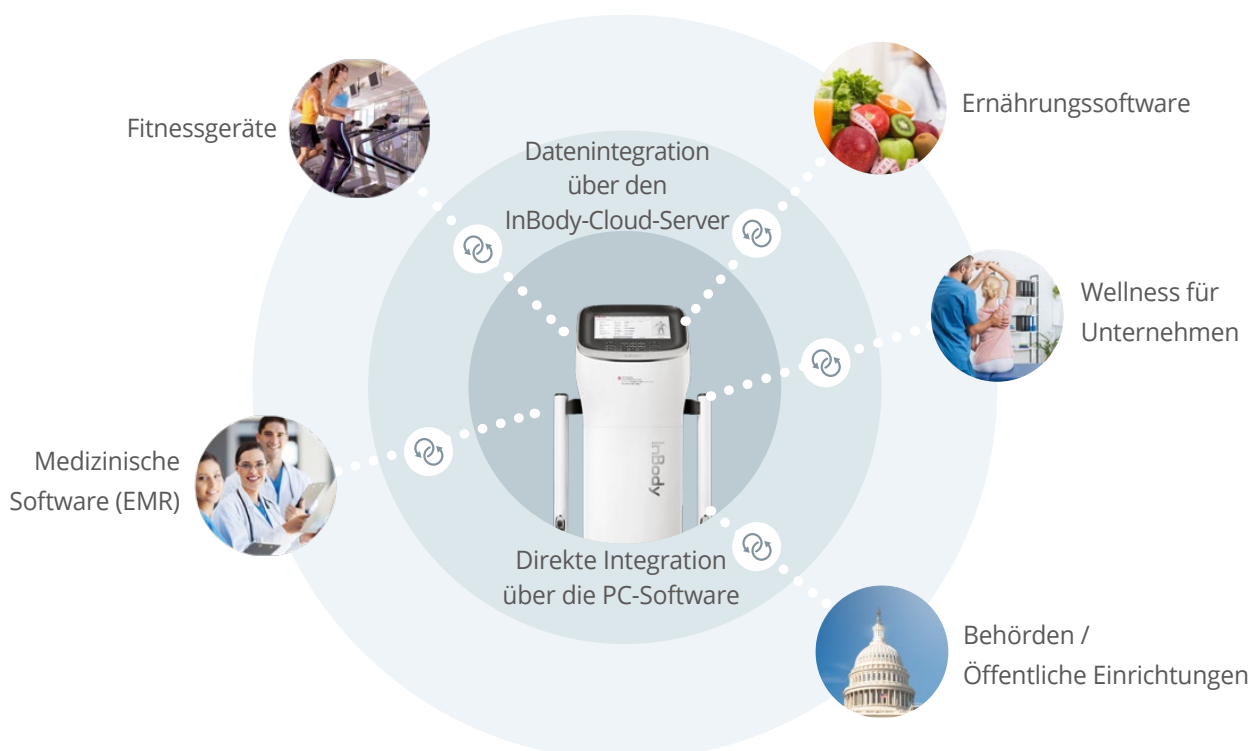 Fitnessgeräte
Ernährungssoftware
Datenintegration
über den
InBody-Cloud-Server
Wellness für
Unternehmen
InBody
Medizinische
Software (EMR)
Direkte Integration
über die PC-Software
Behörden /
Öffentliche Einrichtungen